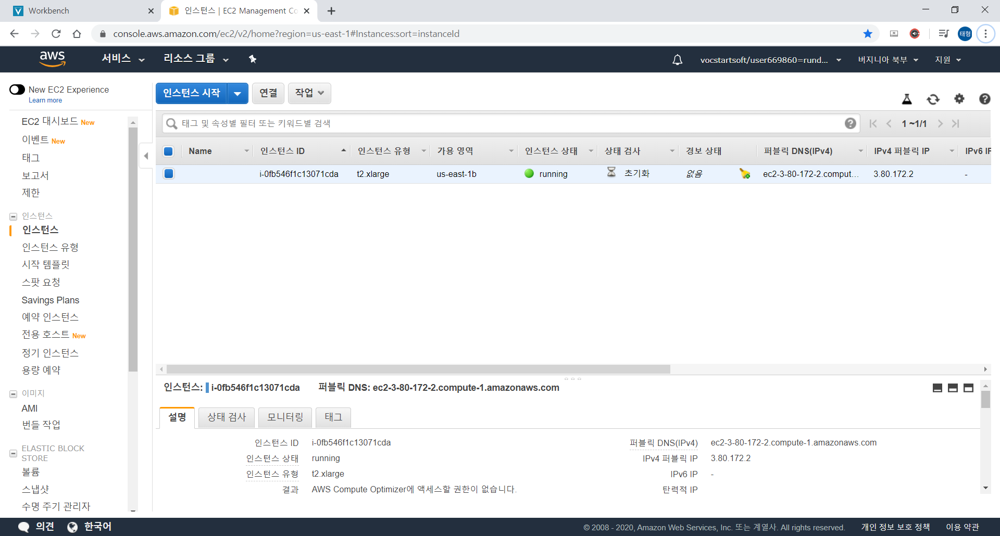 Workbench
인스턴스 | EC2 Management Co
console.aws.amazon.com/ec2/v2/home?region=us-east-1#Instances:sort=instanceId
태형
aws
서비스
리소스 그룹
vocstartsoft/user669860=rund...
버지니아 북부
지원
New EC2 Experience
Learn more
EC2 대시보드 New
이벤트 New
태그
보고서
제한
인스턴스
인스턴스
인스턴스 유형
시작 템플릿
스팟 요청
Savings Plans
예약 인스턴스
전용 호스트 New
정기 인스턴스
용량 예약
이미지
AMI
번들 작업
ELASTIC BLOCK
STORE
볼륨
스냅샷
수명 주기 관리자
인스턴스 시작
연결
작업
태그 및 속성별 필터 또는 키워드별 검색
1 ~1/1
Name 인스턴스 ID 인스턴스 유형 가용 영역 인스턴스 상태 상태 검사 경보 상태 퍼블릭 DNS(IPv4) IPv4 퍼블릭 IP IPv6 IP
i-0fb546f1c13071cda t2.xlarge us-east-1b running 초기화 없음 ec2-3-80-172-2.comput... 3.80.172.2 -
인스턴스: i-0fb546f1c13071cda 퍼블릭 DNS: ec2-3-80-172-2.compute-1.amazonaws.com
설명 상태 검사 모니터링 태그
인스턴스 ID i-0fb546f1c13071cda
인스턴스 상태 running
인스턴스 유형 t2.xlarge
결과 AWS Compute Optimizer에 액세스할 권한이 없습니다.
퍼블릭 DNS(IPv4) ec2-3-80-172-2.compute-1.amazonaws.com
IPv4 퍼블릭 IP 3.80.172.2
IPv6 IP -
탄력적 IP
의견
한국어
© 2008 - 2020, Amazon Web Services, Inc. 또는 계열사. All rights reserved.
개인 정보 보호 정책
이용 약관